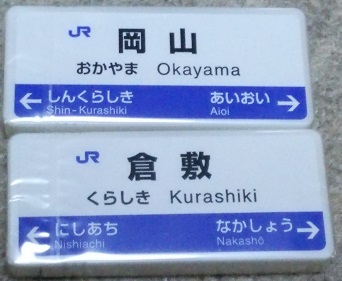 JR 岡山
おかやま Okayama
← しんくらしき あいおい →
Shin-Kurashiki Aioi
JR 倉敷
くらしき Kurashiki
← にしあち なかしょう →
Nishiachi Nakashō